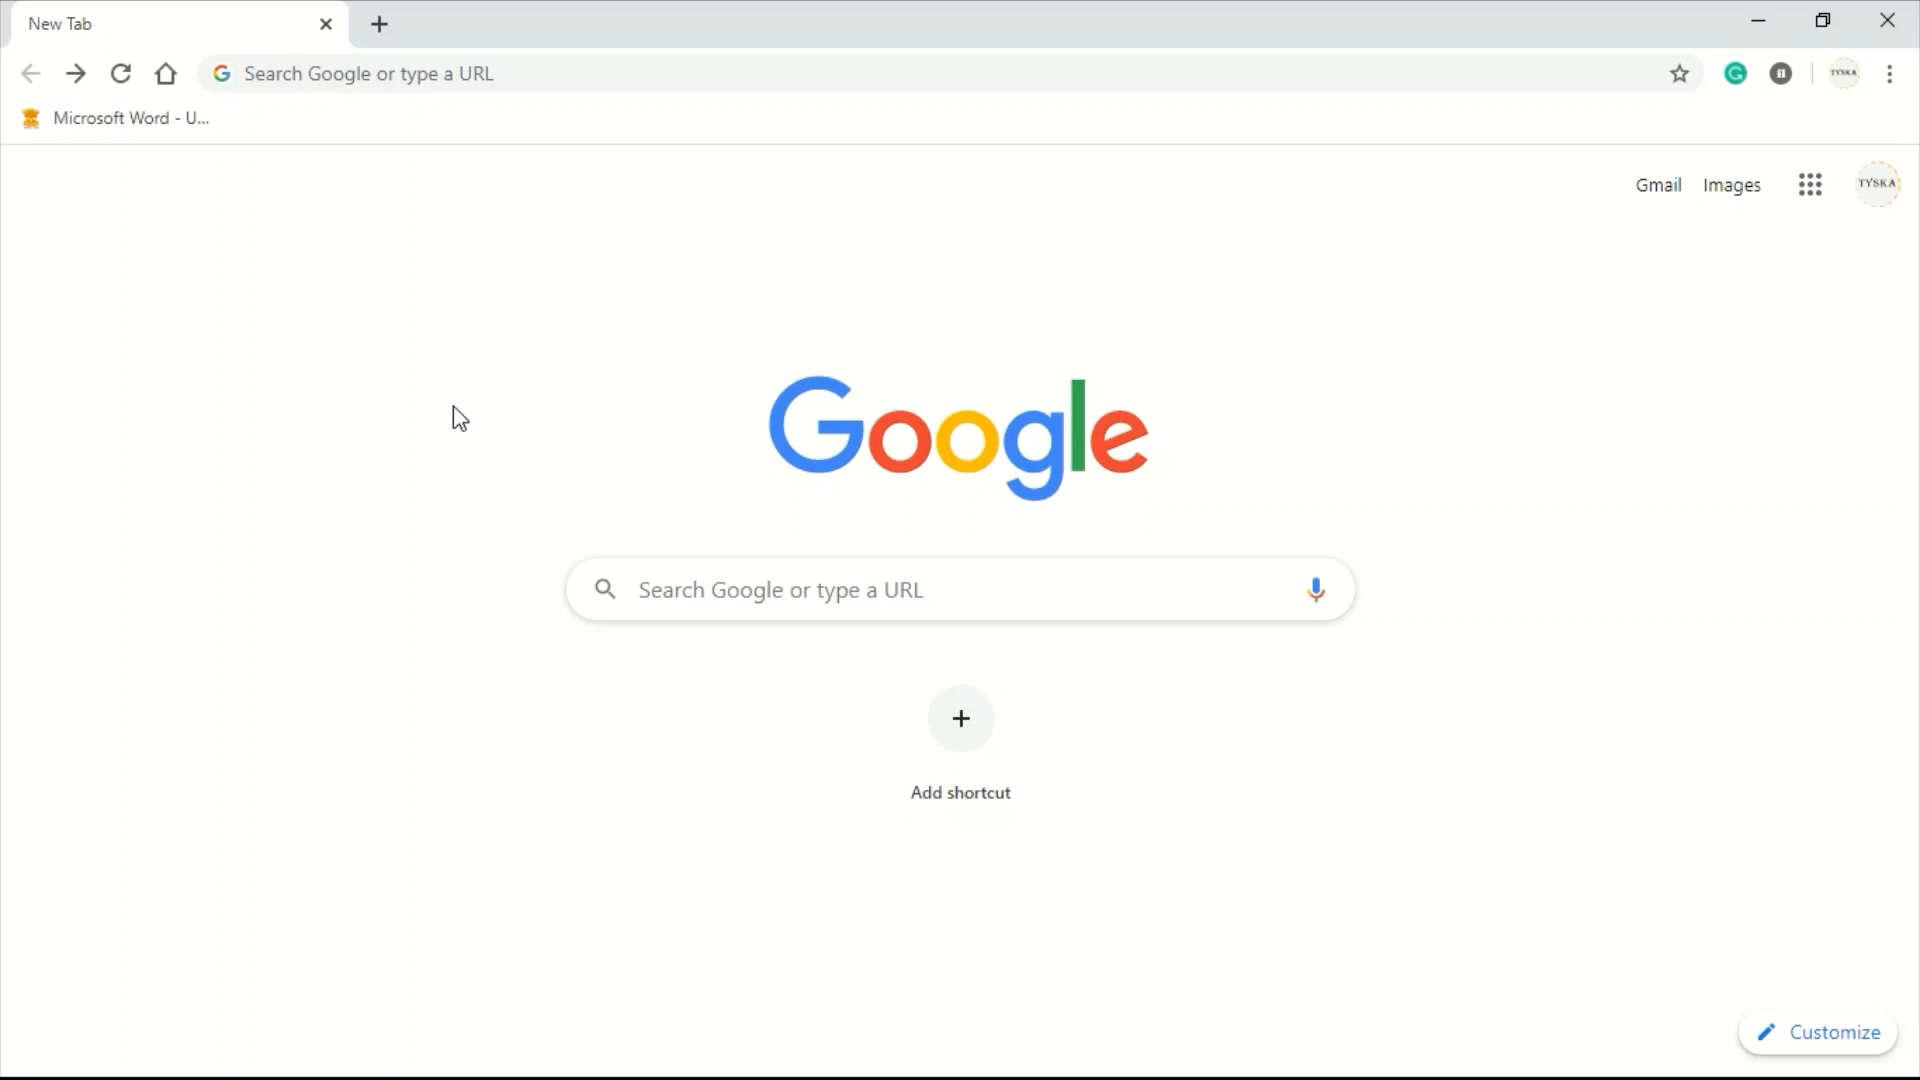 New Tab
Search Google or type a URL
TYSKA
Microsoft Word - U...
Gmail Images
TYSKA
Google
Search Google or type a URL
Add shortcut
Customize